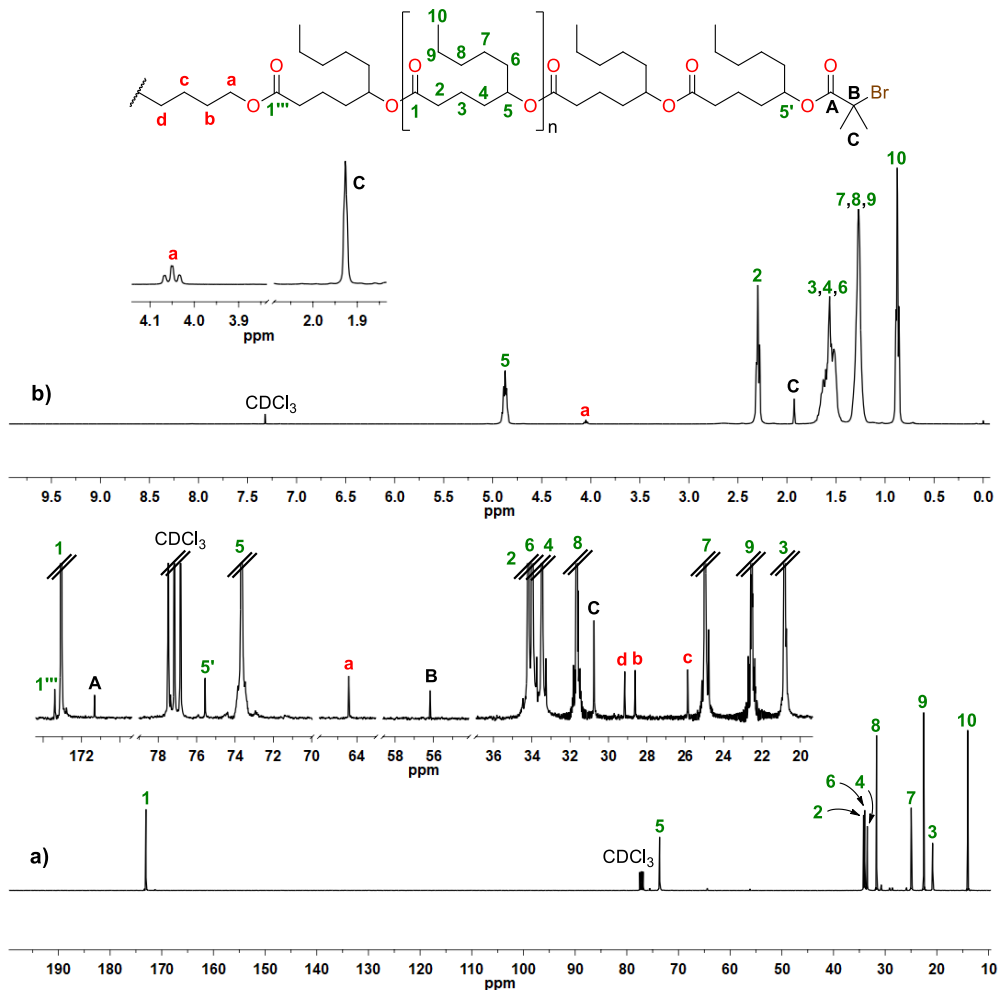 10
9
8
7
6
c
a
O
O
O
O
O
Br
d
b
O
1'''
1
2
3
4
5
O
n
O
O
5'
O
A
B
C
a
C
4.1 4.0 3.9 2.0 1.9
ppm
10
7,8,9
2
3,4,6
5
b)
CDCl3
a
C
9.5 9.0 8.5 8.0 7.5 7.0 6.5 6.0 5.5 5.0 4.5 4.0 3.5 3.0 2.5 2.0 1.5 1.0 0.5 0.0
ppm
1
CDCl3
5
2
6
4
8
7
9
3
1'''
A
5'
a
B
C
d
b
c
172 78 76 74 72 70 64 58 56 36 34 32 30 28 26 24 22 20
ppm
9
8
10
1
6
4
2
7
5
3
a)
CDCl3
190 180 170 160 150 140 130 120 110 100 90 80 70 60 50 40 30 20 10
ppm